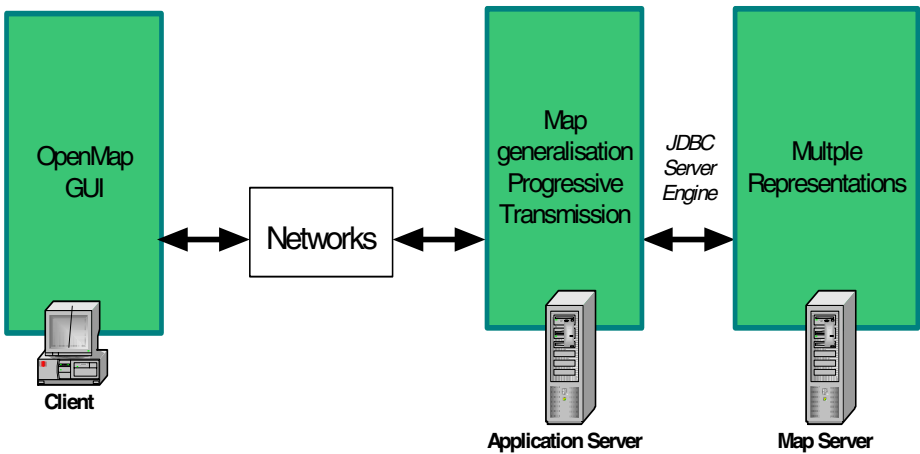 OpenMap
GUI
Networks
Map
generalisation
Progressive
Transmission
JDBC
Server
Engine
Multple
Representations
Client
Application Server
Map Server